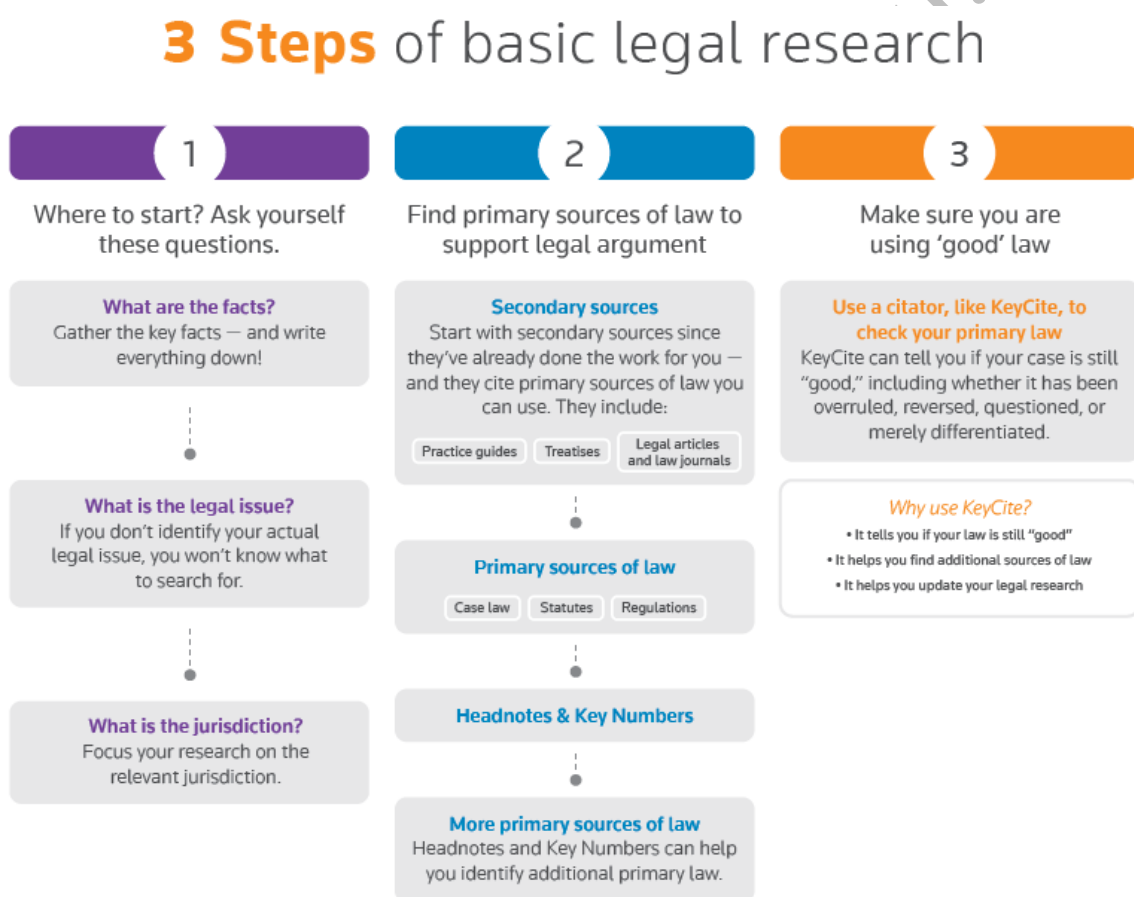 3 Steps of basic legal research
1
Where to start? Ask yourself
these questions.
What are the facts?
Gather the key facts — and write
everything down!
What is the legal issue?
If you don't identify your actual
legal issue, you won't know what
to search for.
What is the jurisdiction?
Focus your research on the
relevant jurisdiction.
2
Find primary sources of law to
support legal argument
Secondary sources
Start with secondary sources since
they've already done the work for you —
and they cite primary sources of law you
can use. They include:
Practice guides
Treatises
Legal articles
and law journals
Primary sources of law
Case law
Statutes
Regulations
Headnotes & Key Numbers
More primary sources of law
Headnotes and Key Numbers can help
you identify additional primary law.
3
Make sure you are
using 'good' law
Use a citator, like KeyCite, to
check your primary law
KeyCite can tell you if your case is still
“good,” including whether it has been
overruled, reversed, questioned, or
merely differentiated.
Why use KeyCite?
• It tells you if your law is still “good”
• It helps you find additional sources of law
• It helps you update your legal research